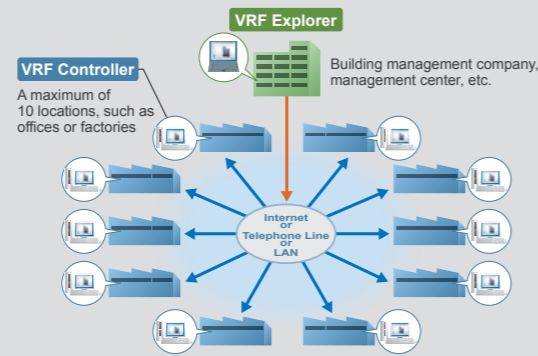 VRF Explorer
Building management company,
management center, etc.
VRF Controller
A maximum of
10 locations, such as
offices or factories
Internet
or
Telephone Line
or
LAN